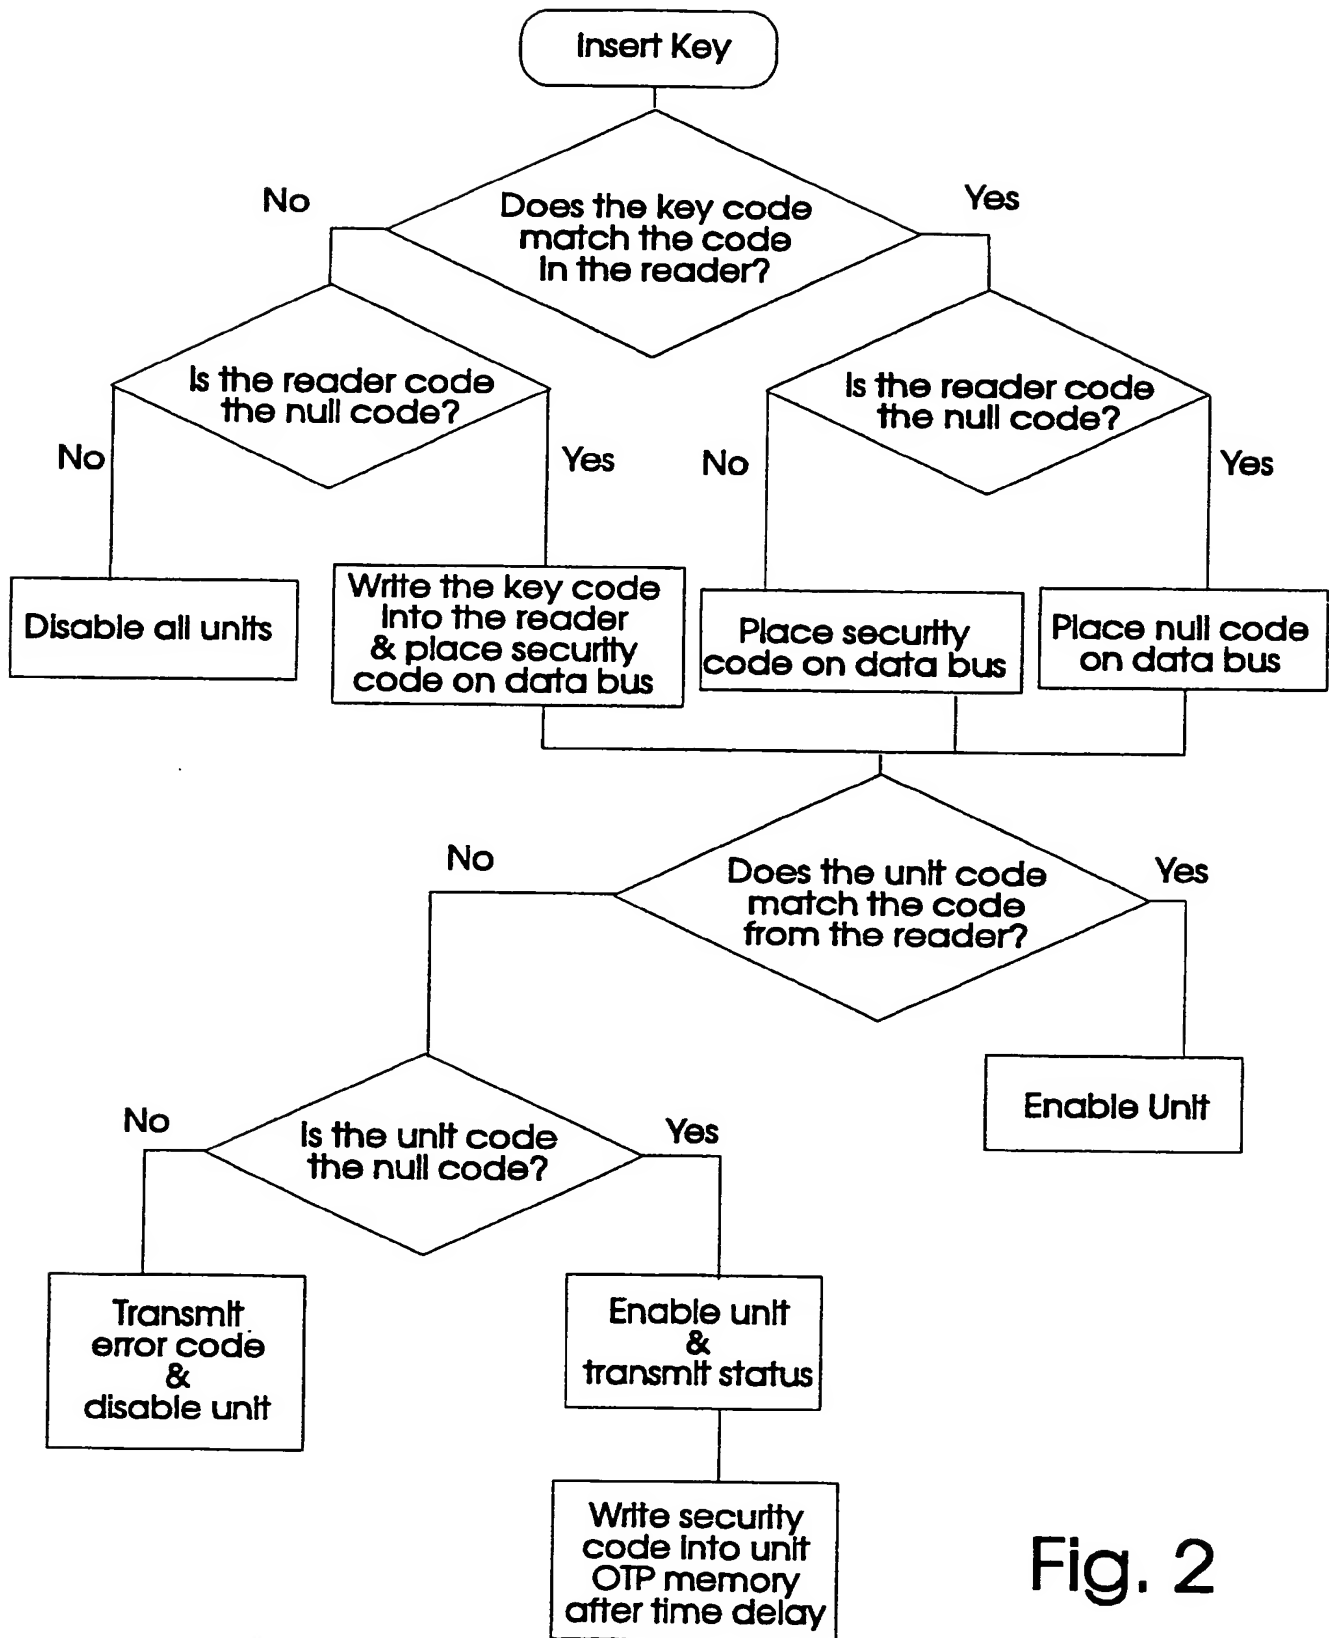 Insert Key
No
Yes
Does the key code
match the code
in the reader?
Is the reader code
the null code?
Is the reader code
the null code?
No
Yes
No
Yes
Disable all units
Write the key code
into the reader
& place security
code on data bus
Place security
code on data bus
Place null code
on data bus
No
Does the unit code
match the code
from the reader?
Yes
Enable Unit
No
Is the unit code
the null code?
Yes
Transmit
error code
&
disable unit
Enable unit
&
transmit status
Write security
code into unit
OTP memory
after time delay
Fig. 2